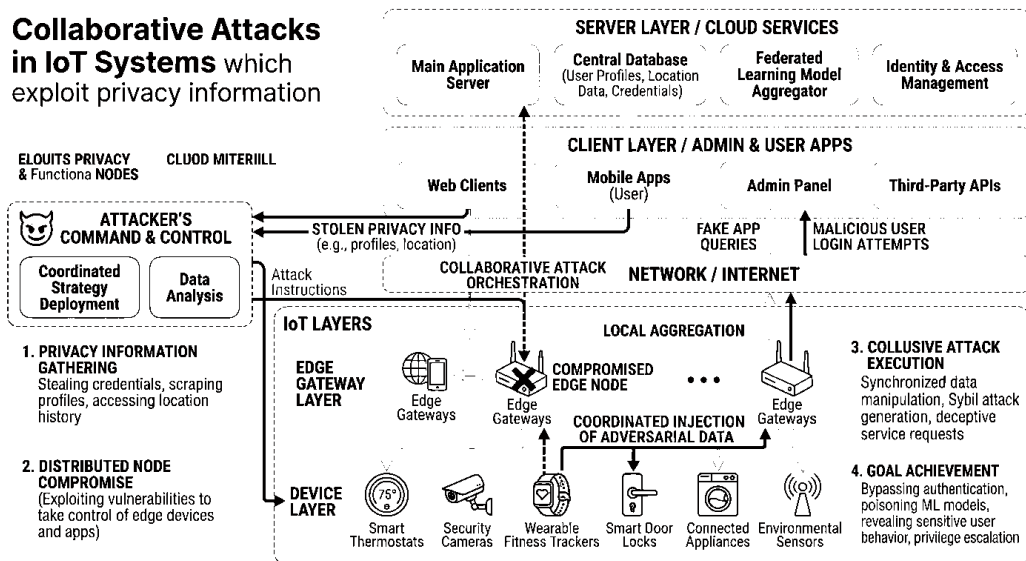 Collaborative Attacks
in IoT Systems which
exploit privacy information
ELOUITS PRIVACY
& Functiona NODES
CLUOD MITERIILL
SERVER LAYER / CLOUD SERVICES
Main Application
Server
Central Database
(User Profiles, Location
Data, Credentials)
Federated
Learning Model
Aggregator
Identity & Access
Management
CLIENT LAYER / ADMIN & USER APPS
Web Clients
Mobile Apps
(User)
Admin Panel
Third-Party APIs
ATTACKER'S
COMMAND & CONTROL
Coordinated
Strategy
Deployment
Data
Analysis
STOLEN PRIVACY INFO
(e.g., profiles, location)
FAKE APP
QUERIES
MALICIOUS USER
LOGIN ATTEMPTS
Attack
Instructions
COLLABORATIVE ATTACK
ORCHESTRATION
NETWORK / INTERNET
IoT LAYERS
LOCAL AGGREGATION
EDGE
GATEWAY
LAYER
Edge
Gateways
COMPROMISED
EDGE NODE
Edge
Gateways
Edge
Gateways
COORDINATED INJECTION
OF ADVERSARIAL DATA
DEVICE
LAYER
75°
Smart
Thermostats
Security
Cameras
Wearable
Fitness Trackers
Smart Door
Locks
Connected
Appliances
Environmental
Sensors
1. PRIVACY INFORMATION
GATHERING
Stealing credentials, scraping
profiles, accessing location
history
2. DISTRIBUTED NODE
COMPROMISE
(Exploiting vulnerabilities to
take control of edge devices
and apps)
3. COLLUSIVE ATTACK
EXECUTION
Synchronized data
manipulation, Sybil attack
generation, deceptive
service requests
4. GOAL ACHIEVEMENT
Bypassing authentication,
poisoning ML models,
revealing sensitive user
behavior, privilege escalation